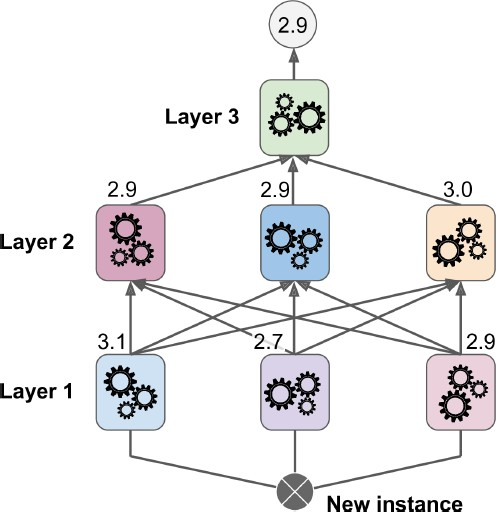 2.9
Layer 3
2.9 2.9 3.0
Layer 2
3.1 2.7 2.9
Layer 1
New instance